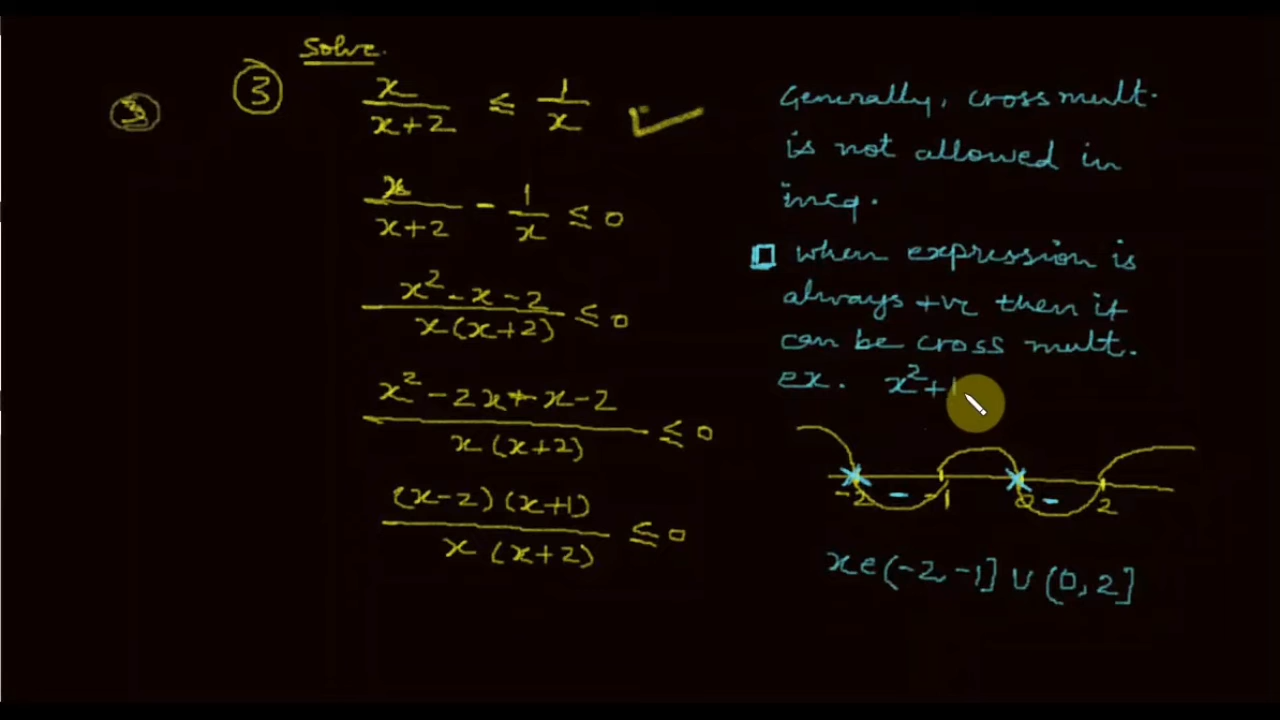 Solve.
3
3
x/(x+2) ≤ 1/x
x/(x+2) - 1/x ≤ 0
(x² - x - 2)/(x(x+2)) ≤ 0
(x² - 2x + x - 2)/(x(x+2)) ≤ 0
((x-2)(x+1))/(x(x+2)) ≤ 0
Generally, cross mult.
is not allowed in
ineq.
when expression is
always +ve then it
can be cross mult.
ex. x²+1
-2 - -1 0 - 2
x∈(-2,-1] ∪ (0,2]